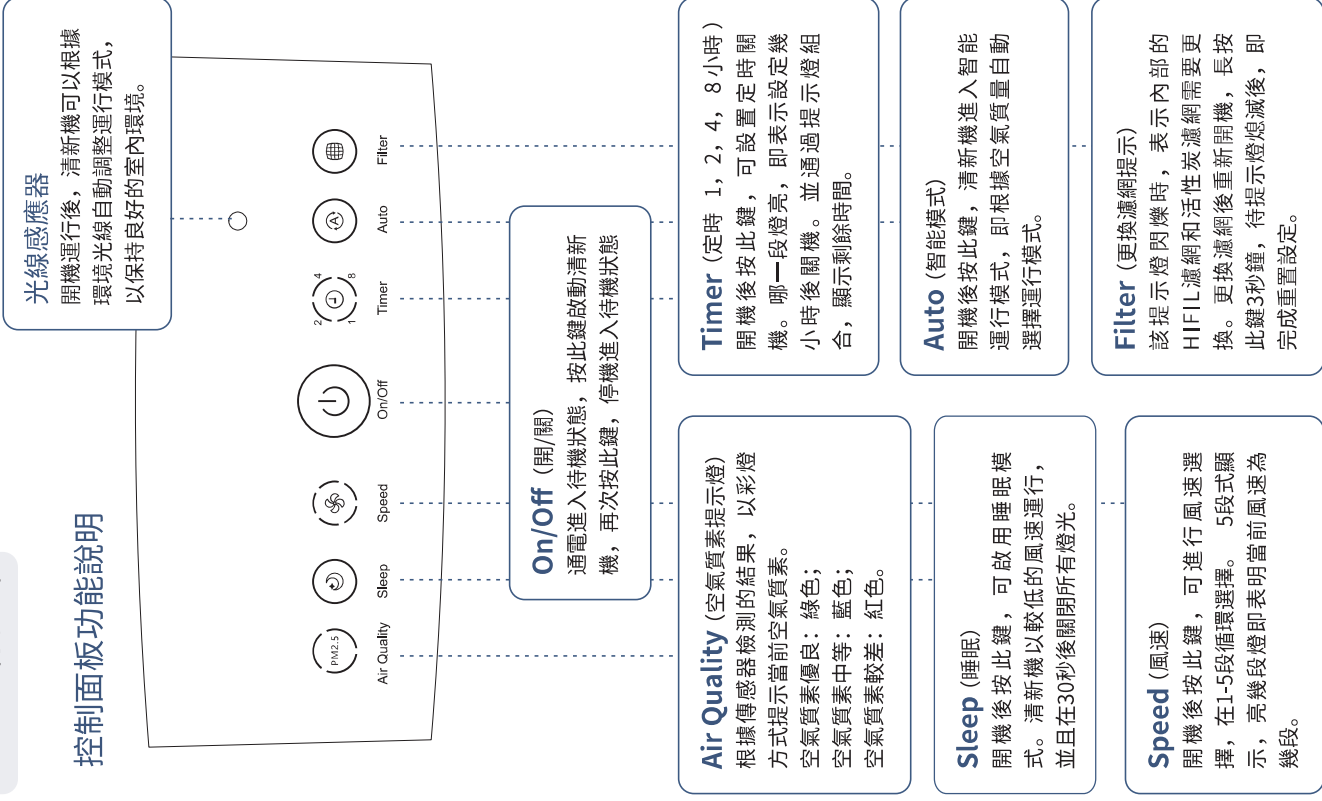 控制面板功能說明
光線感應器
開機運行後，清新機可以根據
環境光線自動調整運行模式，
以保持良好的室內環境。
PM2.5
2
4
1
8
A
Air Quality
Sleep
Speed
On/Off
Timer
Auto
Filter
On/Off（開/關）
通電進入待機狀態，按此鍵啟動清新
機，再次按此鍵，停機進入待機狀態
Air Quality（空氣質素提示燈）
根據傳感器檢測的結果，以彩燈
方式提示當前空氣質素。
空氣質素優良：綠色；
空氣質素中等：藍色；
空氣質素較差：紅色。
Timer（定時 1，2，4，8小時）
開機後按此鍵，可設置定時關
機。哪一段燈亮，即表示設定幾
小時後關機。並通過提示燈組
合，顯示剩餘時間。
Sleep（睡眠）
開機後按此鍵，可啟用睡眠模
式。清新機以較低的風速運行，
並且在30秒後關閉所有燈光。
Auto（智能模式）
開機後按此鍵，清新機進入智能
運行模式，即根據空氣質量自動
選擇運行模式。
Speed（風速）
開機後按此鍵，可進行風速選
擇，在1-5段循環選擇。 5段式顯
示，亮幾段燈即表明當前風速為
幾段。
Filter（更換濾網提示）
該提示燈閃爍時，表示內部的
HIFIL濾網和活性炭濾網需要更
換。更換濾網後重新開機，長按
此鍵3秒鐘，待提示燈熄滅後，即
完成重置設定。